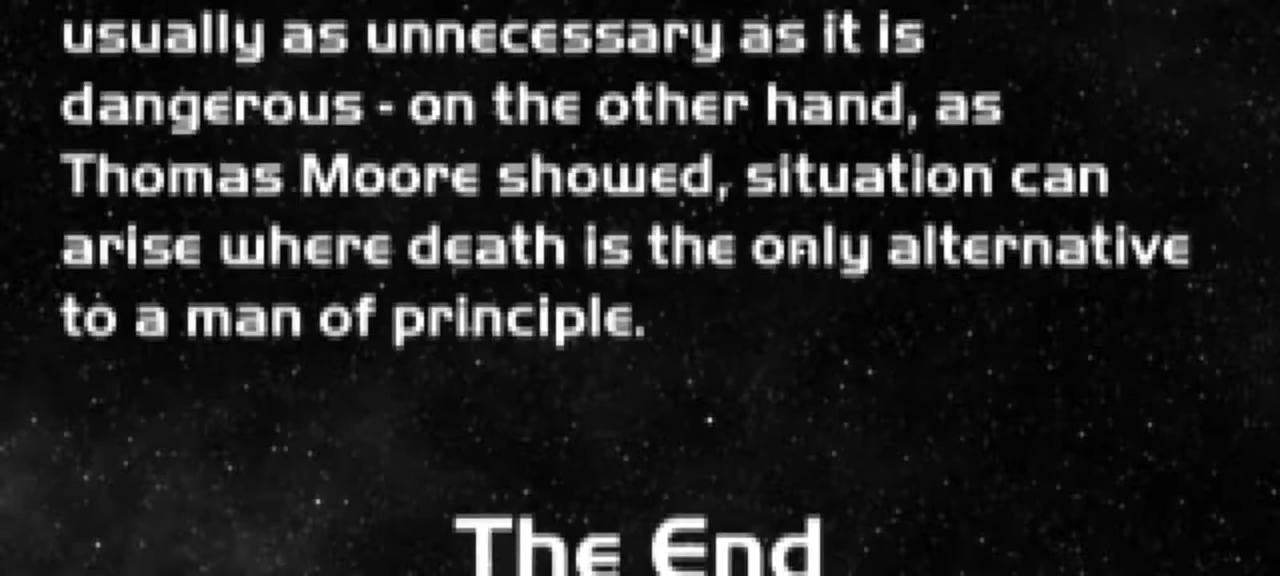 usually as unnecessary as it is
dangerous - on the other hand, as
Thomas Moore showed, situation can
arise where death is the only alternative
to a man of principle.
The End